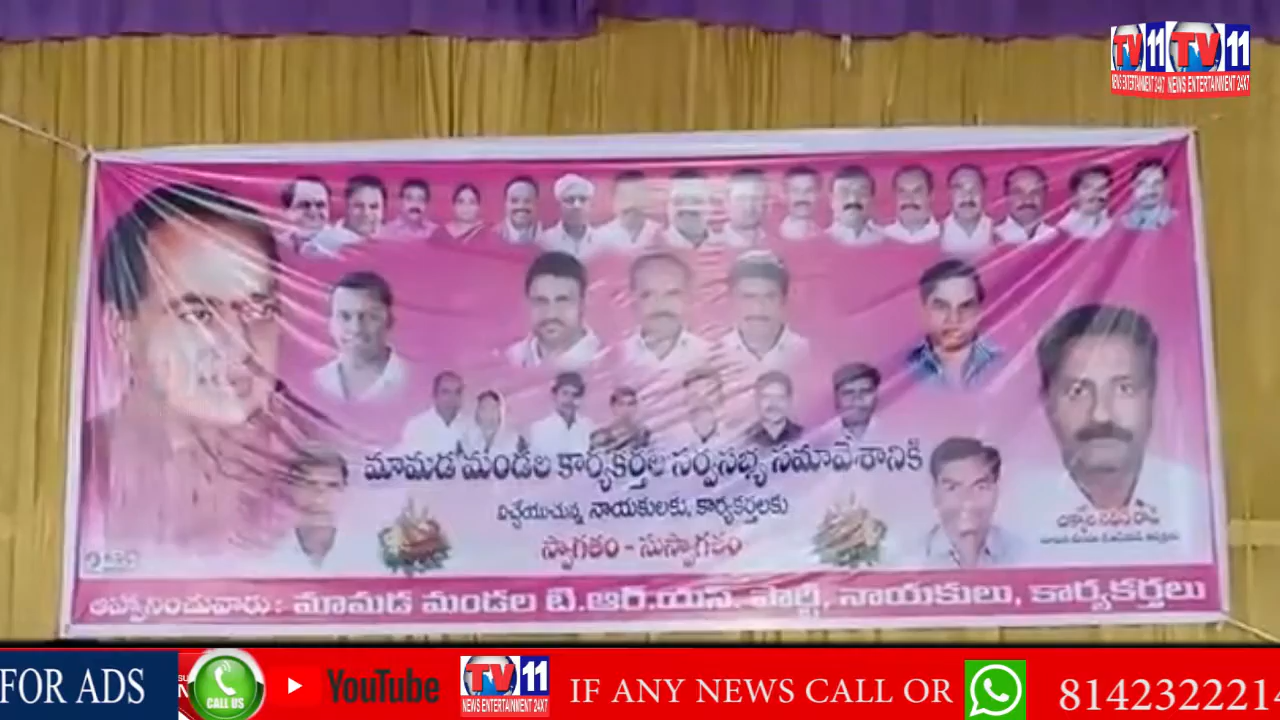 TV11 TV11
NEWS ENTERTAINMENT 24X7 NEWS ENTERTAINMENT 24X7
మామడ మండల కార్యకర్తల సర్వసభ్య సమావేశానికి
విచ్చేయుచున్న నాయకులకు, కార్యకర్తలకు
స్వాగతం - సుస్వాగతం
ఆహ్వానించువారు: మామడ మండల టి.ఆర్.యస్. పార్టీ, నాయకులు, కార్యకర్తలు
FOR ADS CALL US YouTube TV11 NEWS ENTERTAINMENT 24X7 IF ANY NEWS CALL OR 8142322214